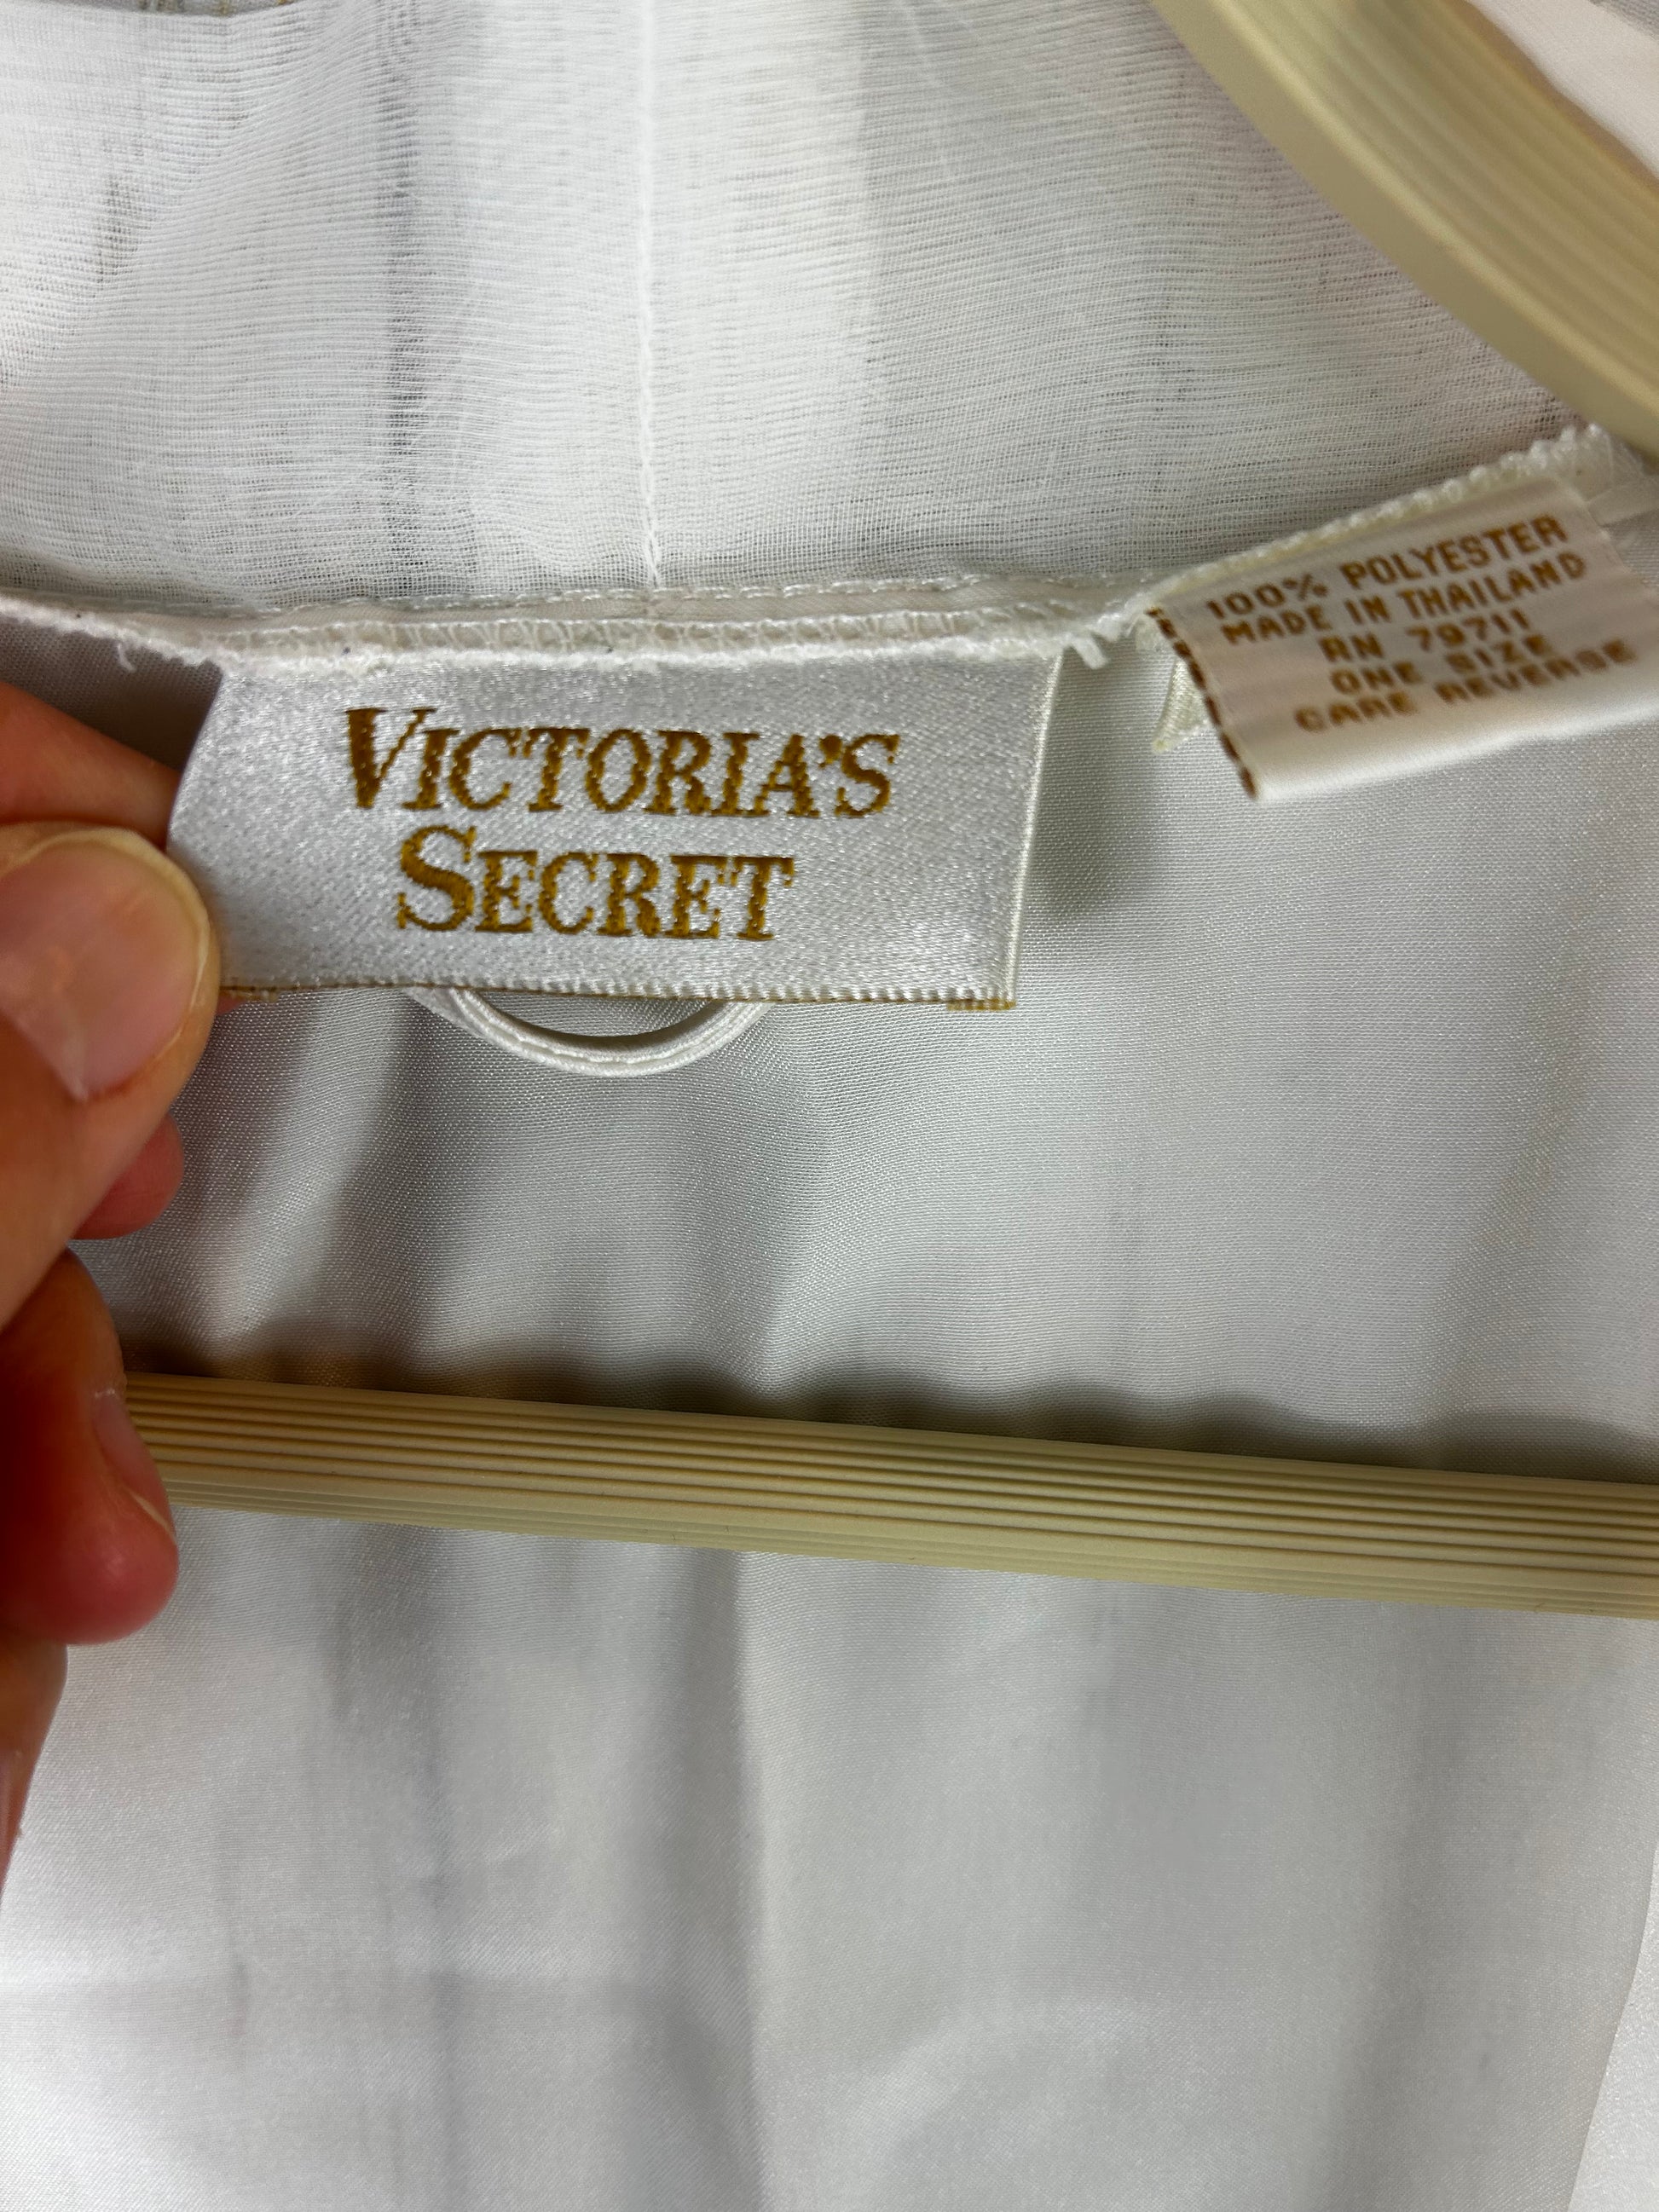 VICTORIA'S
SECRET
100% POLYESTER
MADE IN THAILAND
RN 79711
ONE SIZE
CARE REVERSE